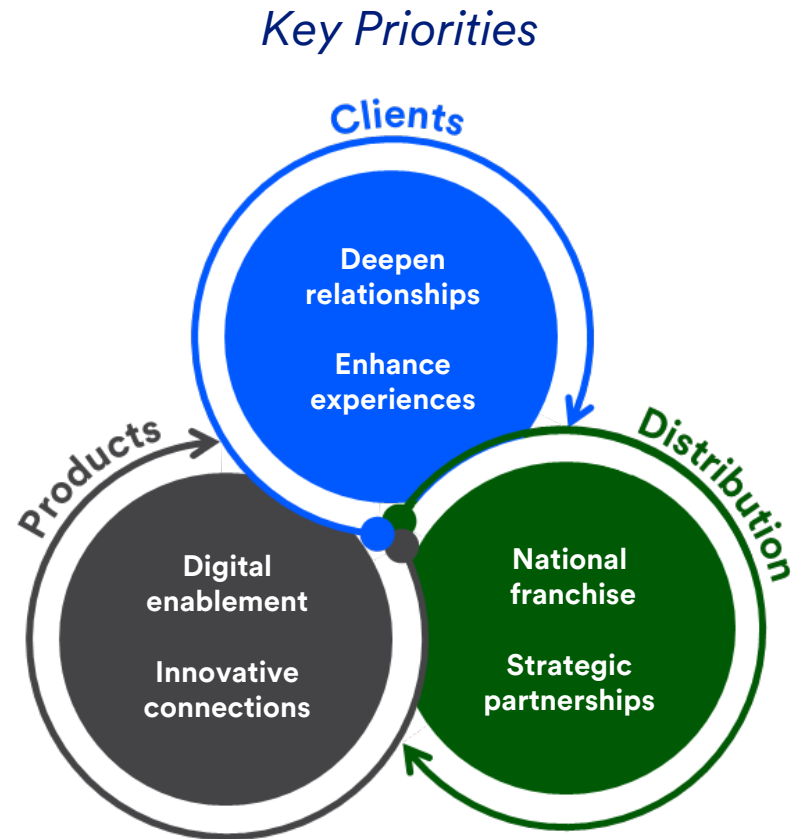 Key Priorities
Clients
Deepen
relationships
Enhance
experiences
Products
Digital
enablement
Innovative
connections
Distribution
National
franchise
Strategic
partnerships